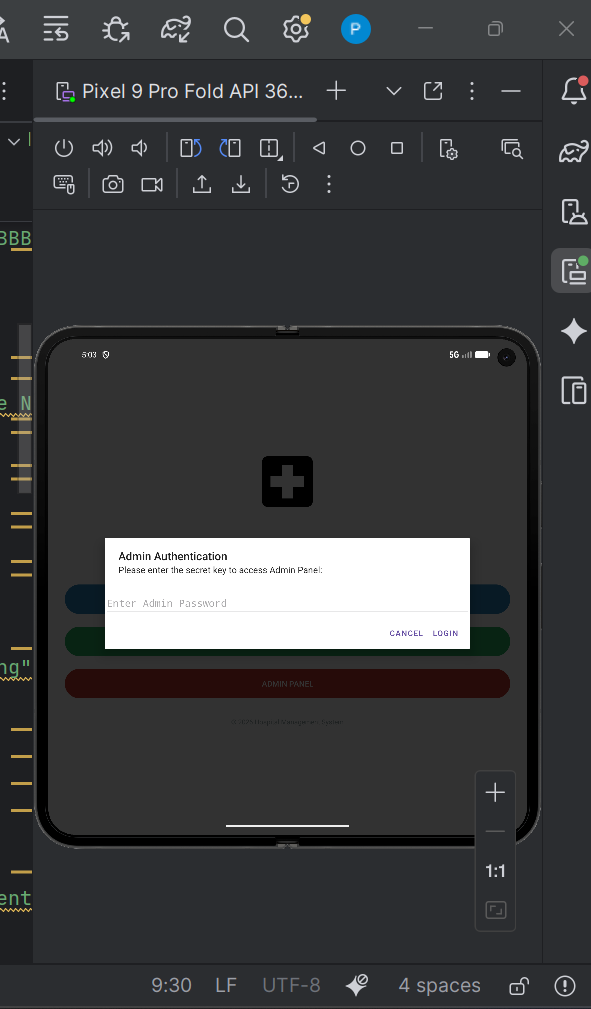 P
Pixel 9 Pro Fold API 36...
BBB
5:03
5G
e N
Admin Authentication
Please enter the secret key to access Admin Panel:
Enter Admin Password
CANCEL LOGIN
ng"
ADMIN PANEL
1:1
ent
9:30 LF UTF-8 4 spaces